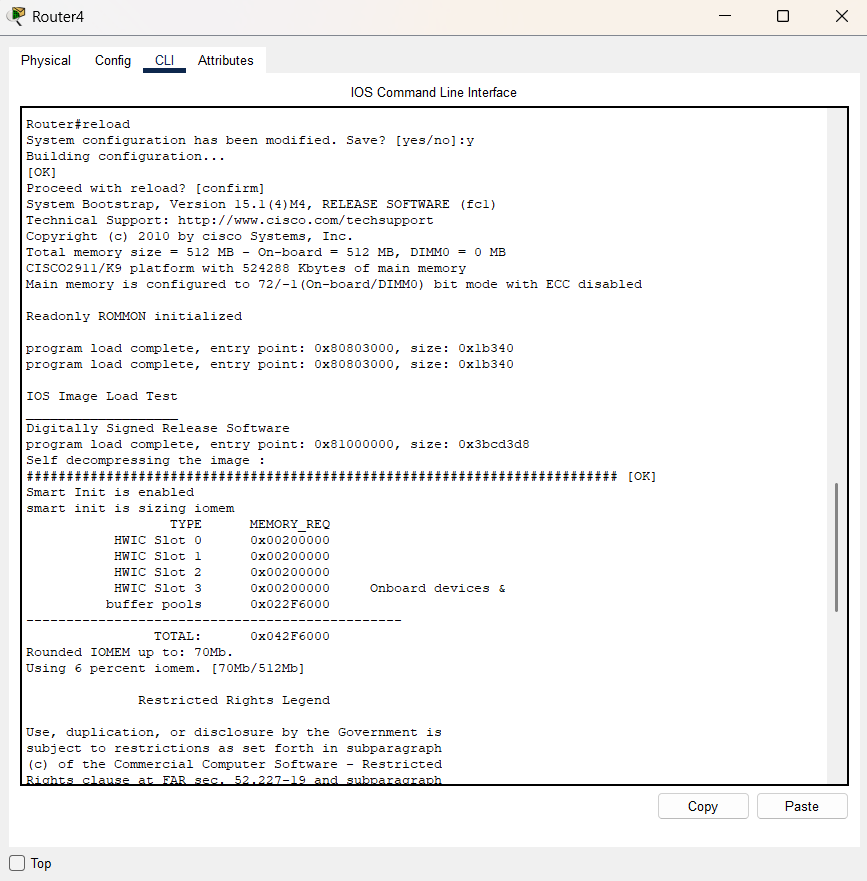 Router4
Physical Config CLI Attributes
IOS Command Line Interface
Router#reload
System configuration has been modified. Save? [yes/no]:y
Building configuration...
[OK]
Proceed with reload? [confirm]
System Bootstrap, Version 15.1(4)M4, RELEASE SOFTWARE (fc1)
Technical Support: http://www.cisco.com/techsupport
Copyright (c) 2010 by cisco Systems, Inc.
Total memory size = 512 MB - On-board = 512 MB, DIMM0 = 0 MB
CISCO2911/K9 platform with 524288 Kbytes of main memory
Main memory is configured to 72/-1(On-board/DIMM0) bit mode with ECC disabled
Readonly ROMMON initialized
program load complete, entry point: 0x80803000, size: 0x1b340
program load complete, entry point: 0x80803000, size: 0x1b340
IOS Image Load Test
___________________
Digitally Signed Release Software
program load complete, entry point: 0x81000000, size: 0x3bcd3d8
Self decompressing the image :
########################################################################## [OK]
Smart Init is enabled
smart init is sizing iomem
TYPE MEMORY_REQ
HWIC Slot 0 0x00200000
HWIC Slot 1 0x00200000
HWIC Slot 2 0x00200000
HWIC Slot 3 0x00200000 Onboard devices &
buffer pools 0x022F6000
-----------------------------------------------
TOTAL: 0x042F6000
Rounded IOMEM up to: 70Mb.
Using 6 percent iomem. [70Mb/512Mb]
Restricted Rights Legend
Use, duplication, or disclosure by the Government is
subject to restrictions as set forth in subparagraph
(c) of the Commercial Computer Software - Restricted
Rights clause at FAR sec. 52.227-19 and subparagraph
Copy Paste
Top